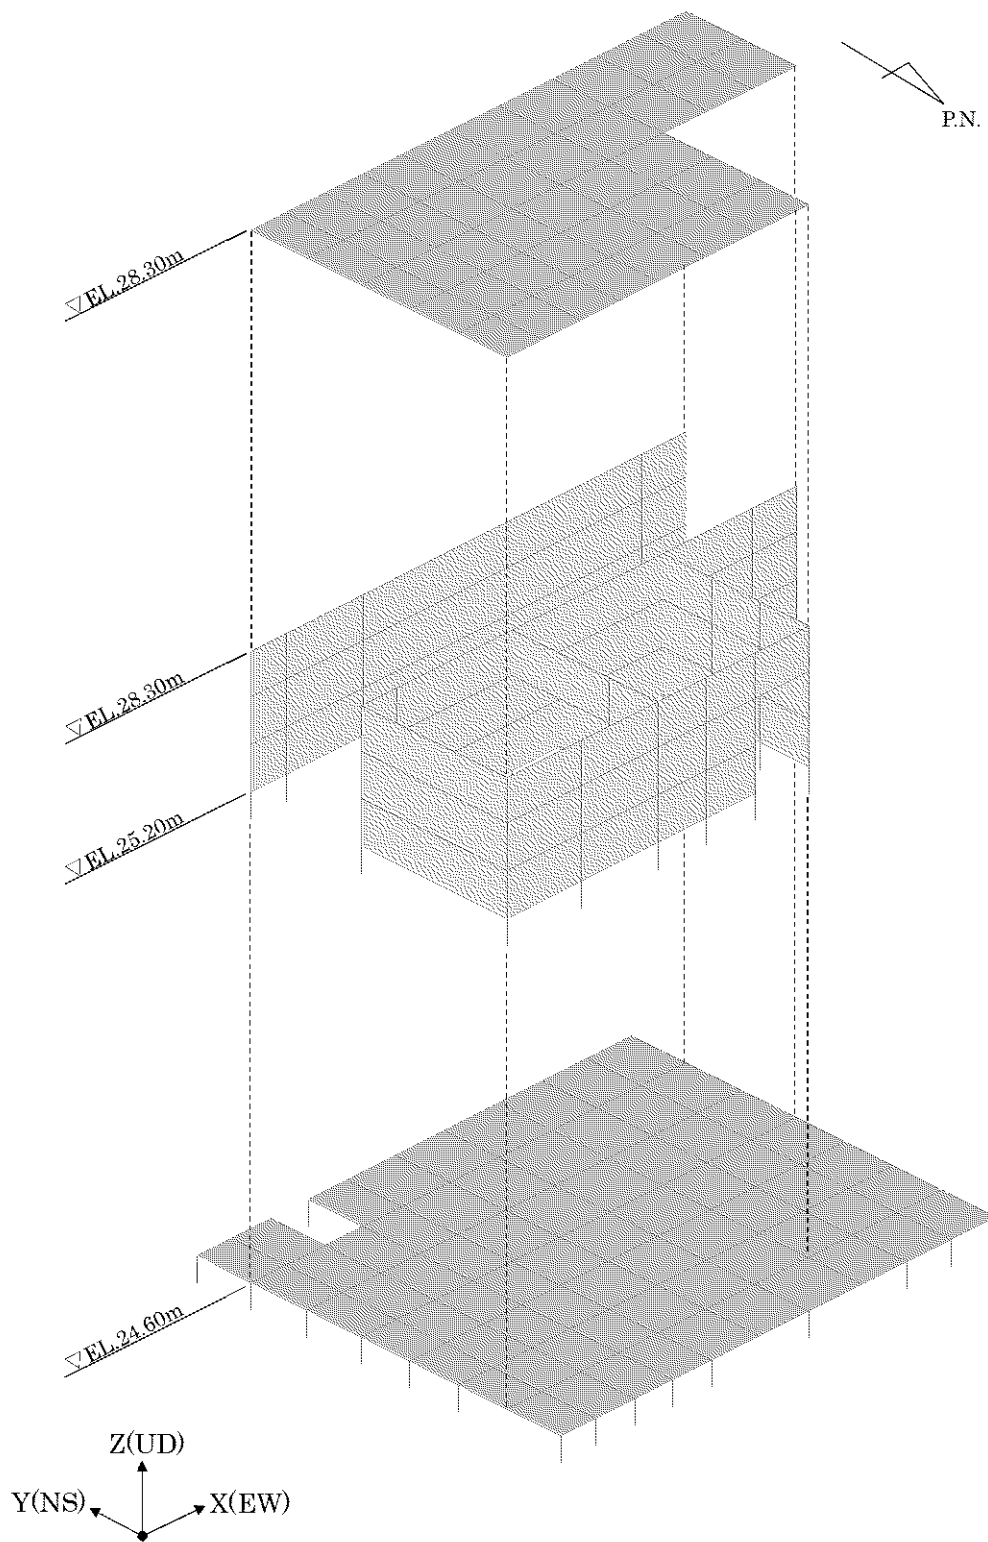 P.N.
▽EL.28.30m
▽EL.28.30m
▽EL.25.20m
▽EL.24.60m
Z(UD)
Y(NS)
X(EW)